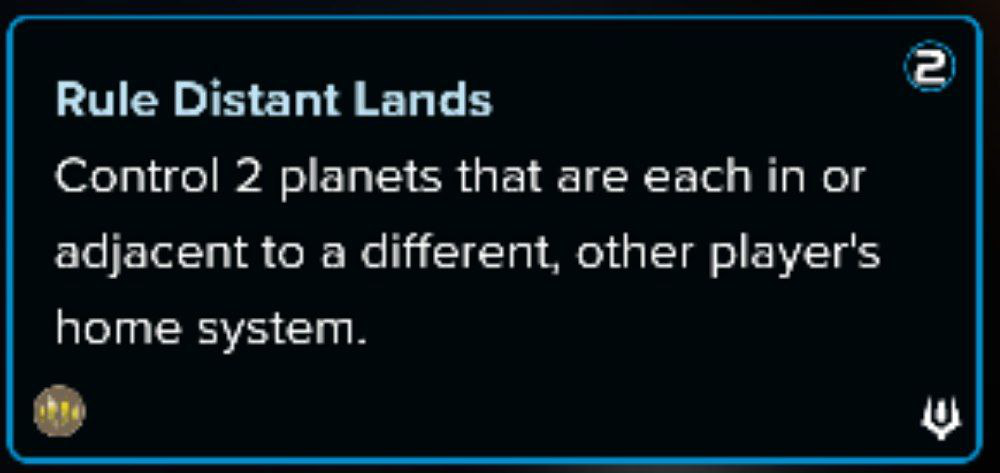 2
Rule Distant Lands
Control 2 planets that are each in or
adjacent to a different, other player's
home system.